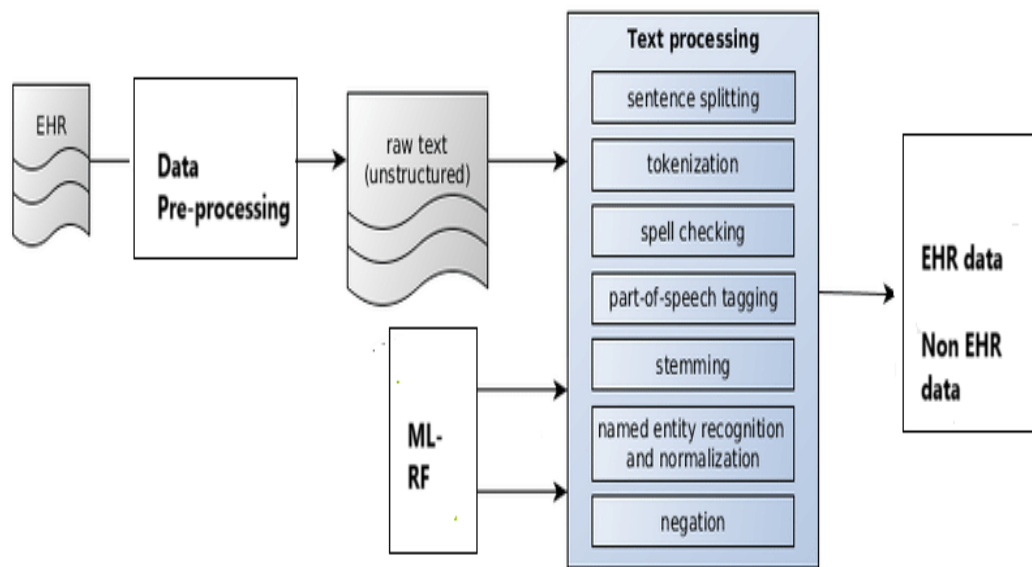 EHR
Data
Pre-processing
raw text
(unstructured)
ML-
RF
Text processing
sentence splitting
tokenization
spell checking
part-of-speech tagging
stemming
named entity recognition
and normalization
negation
EHR data
Non EHR
data